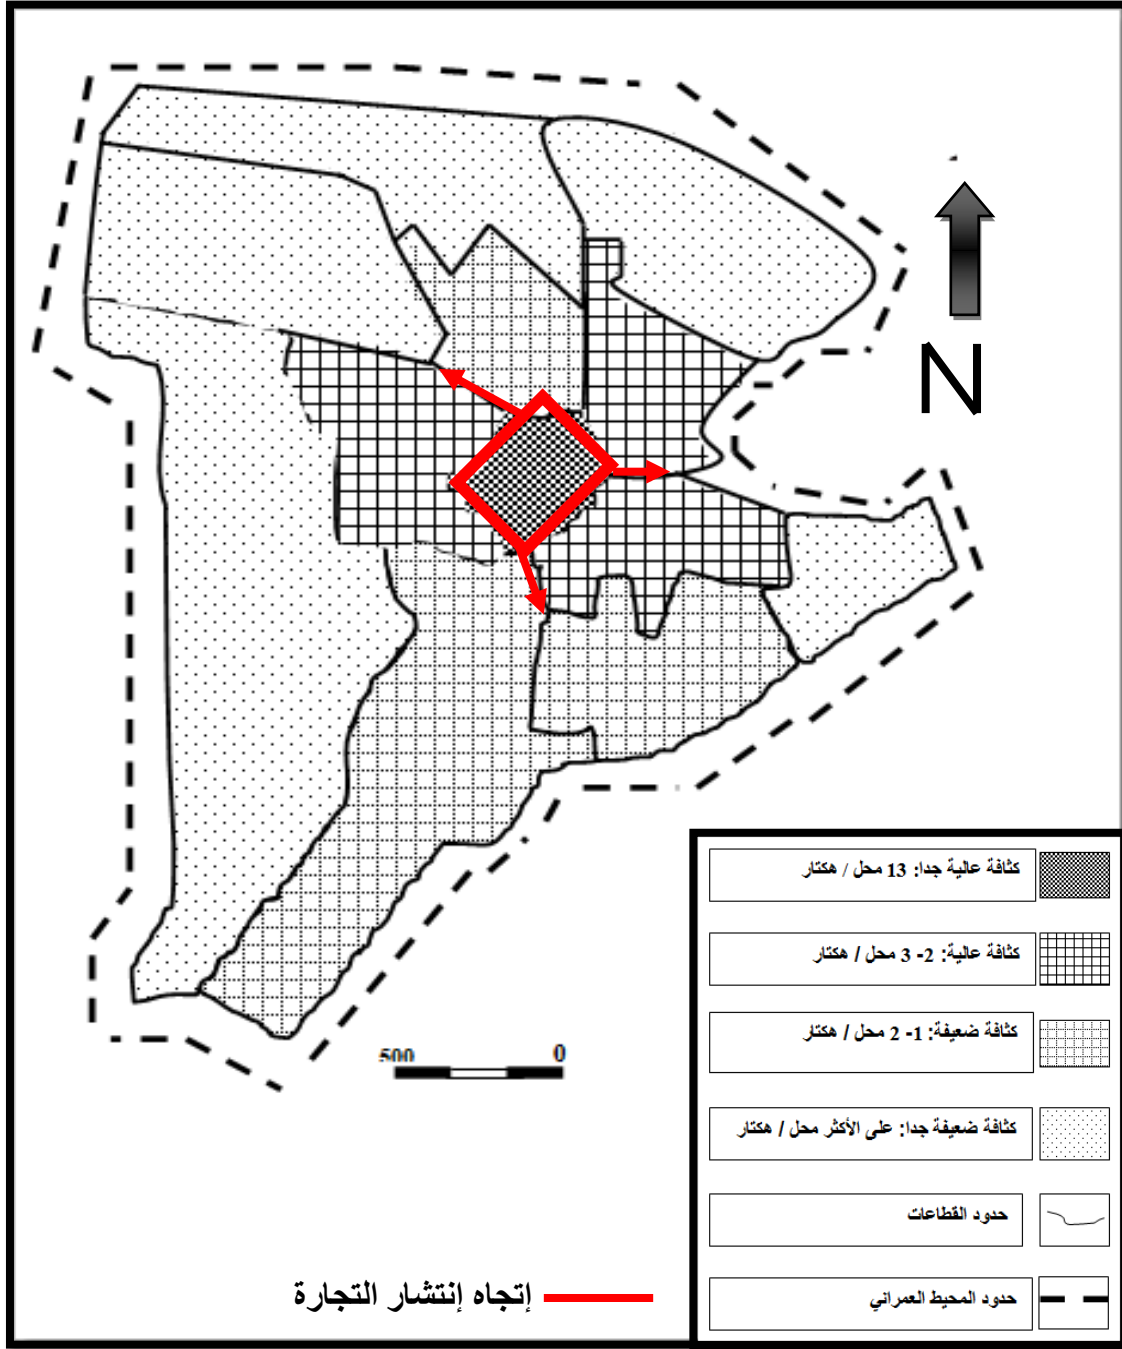 N
500 0
كثافة عالية جدا: 13 محل / هكتار
كثافة عالية: 2- 3 محل / هكتار
كثافة ضعيفة: 1- 2 محل / هكتار
كثافة ضعيفة جدا: على الأكثر محل / هكتار
حدود القطاعات
حدود المحيط العمراني
إتجاه إنتشار التجارة